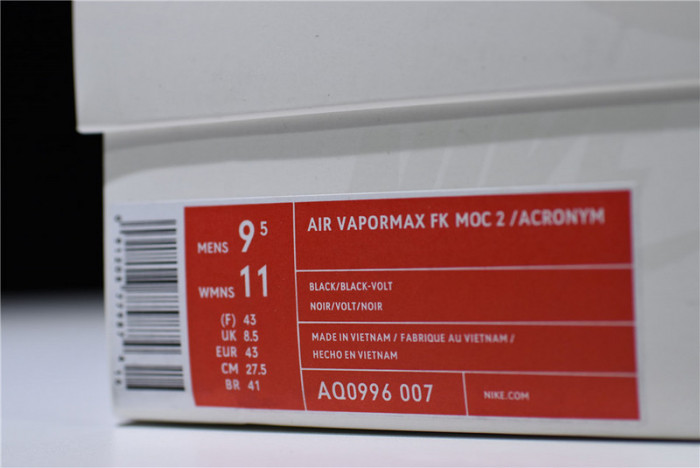 MENS 9 5
WMNS 11
(F) 43
UK 8.5
EUR 43
CM 27.5
BR 41
AIR VAPORMAX FK MOC 2 /ACRONYM
BLACK/BLACK-VOLT
NOIR/VOLT/NOIR
MADE IN VIETNAM / FABRIQUE AU VIETNAM /
HECHO EN VIETNAM
AQ0996 007
NIKE.COM